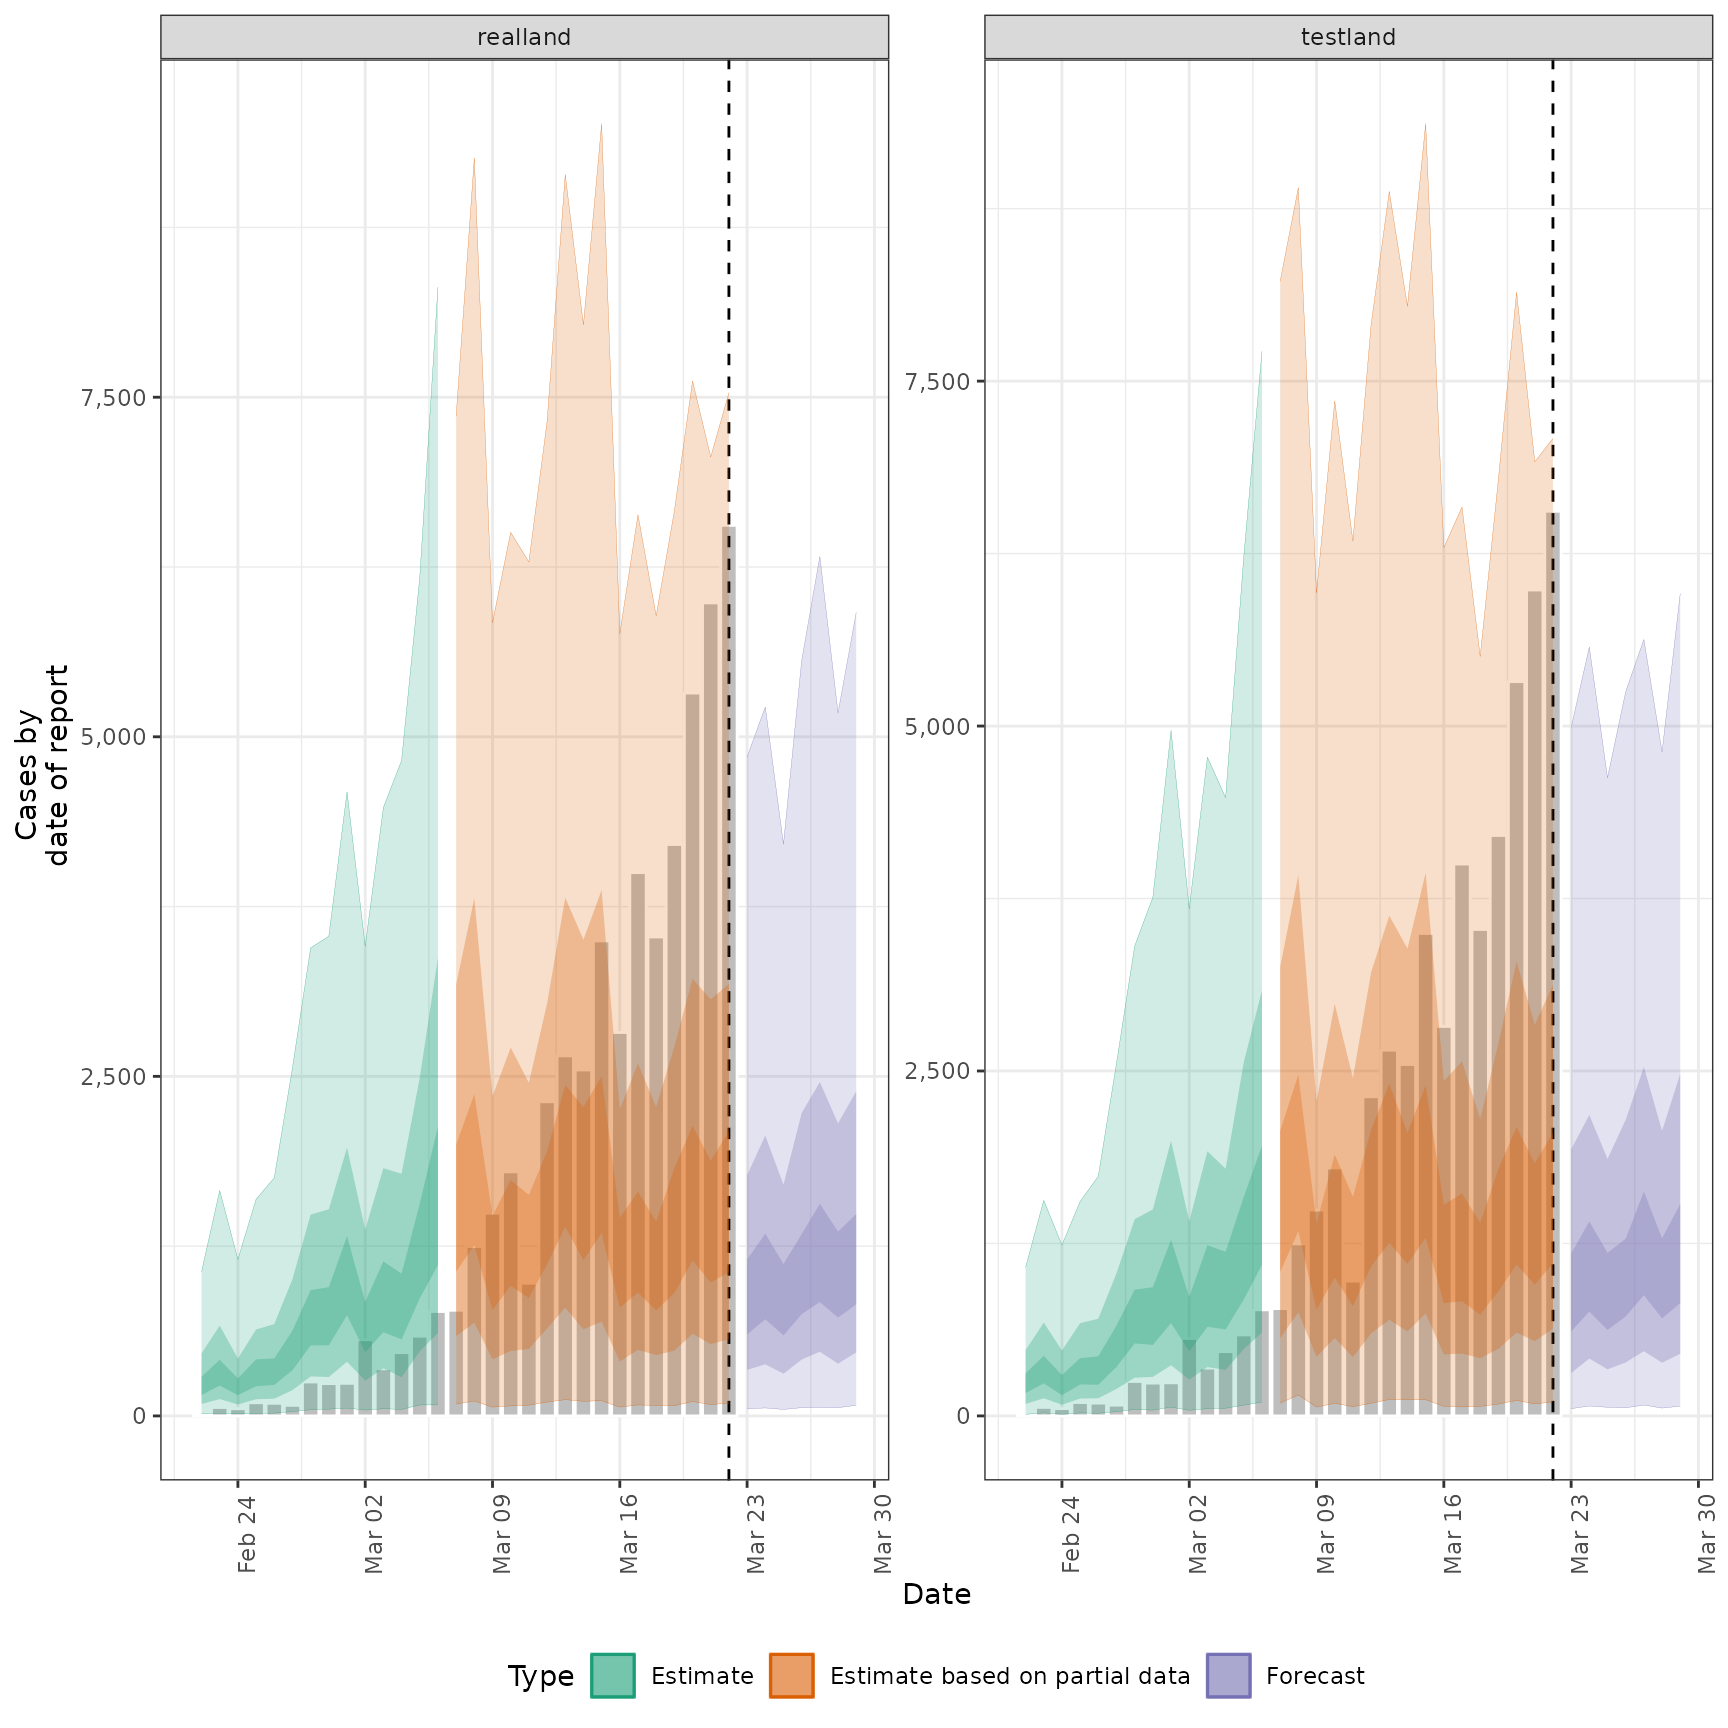 realland
testland
Cases by
date of report
7,500
5,000
2,500
0
7,500
5,000
2,500
0
Feb 24
Mar 02
Mar 09
Mar 16
Mar 23
Mar 30
Feb 24
Mar 02
Mar 09
Mar 16
Mar 23
Mar 30
Date
Type
Estimate
Estimate based on partial data
Forecast